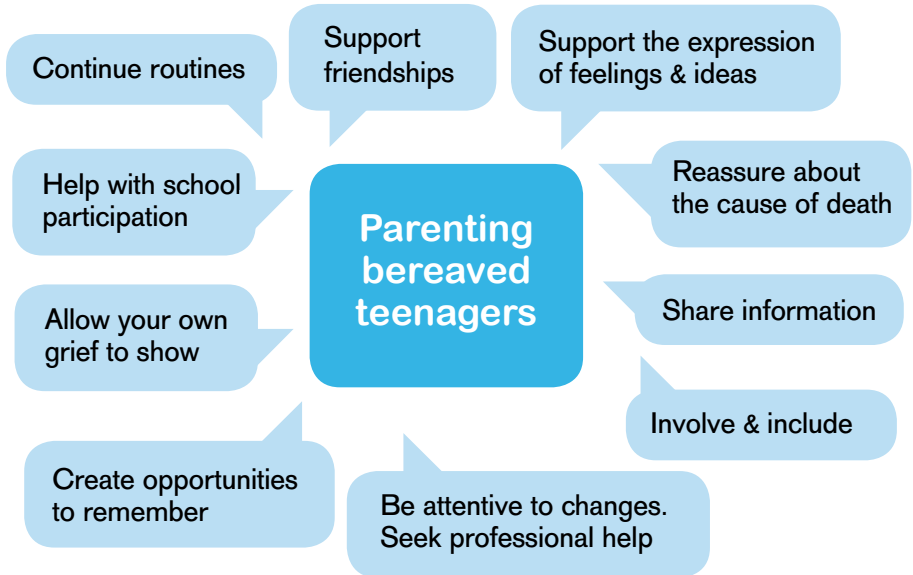 Continue routines
Support
friendships
Support the expression
of feelings & ideas
Help with school
participation
Parenting
bereaved
teenagers
Reassure about
the cause of death
Allow your own
grief to show
Share information
Involve & include
Create opportunities
to remember
Be attentive to changes.
Seek professional help